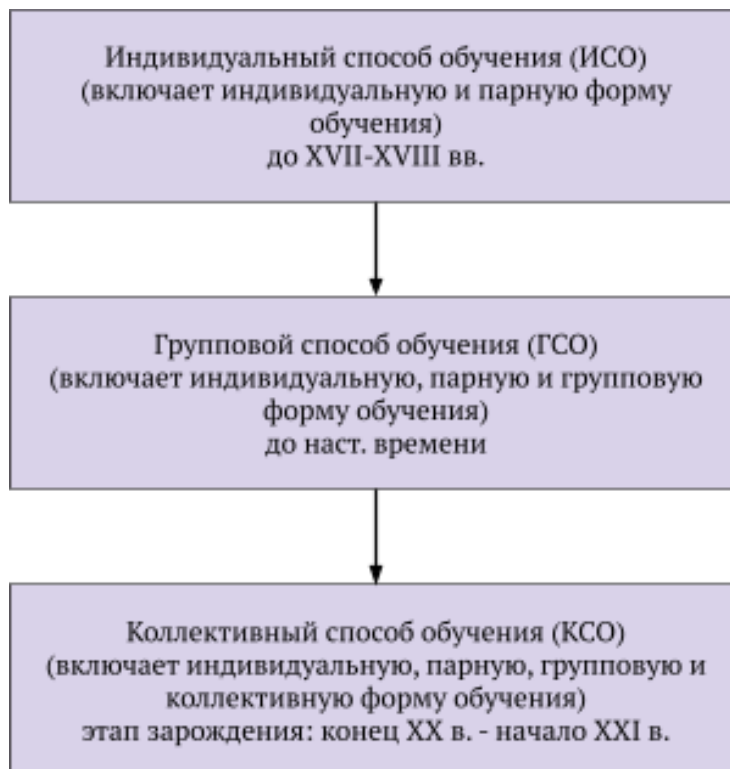 Индивидуальный способ обучения (ИСО)
(включает индивидуальную и парную форму
обучения)
до XVII-XVIII вв.
Групповой способ обучения (ГСО)
(включает индивидуальную, парную и групповую
форму обучения)
до наст. времени
Коллективный способ обучения (КСО)
(включает индивидуальную, парную, групповую и
коллективную форму обучения)
этап зарождения: конец XX в. - начало XXI в.